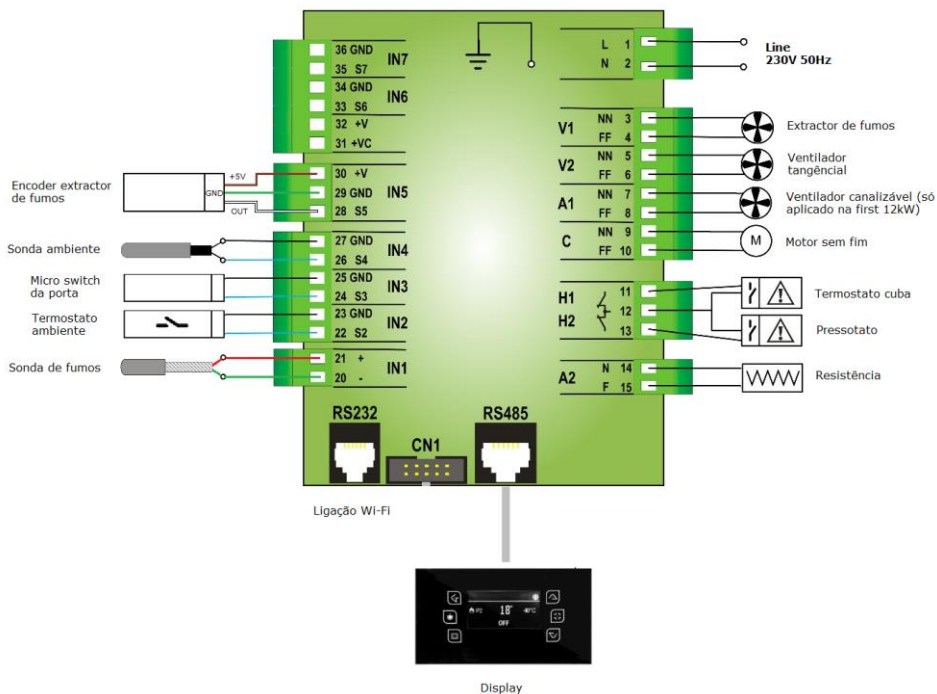 36 GND
35 S7
IN7
34 GND
33 S6
IN6
32 +V
31 +VC
30 +V
29 GND
28 S5
IN5
27 GND
26 S4
IN4
25 GND
24 S3
IN3
23 GND
22 S2
IN2
21 +
20 -
IN1
Encoder extractor
de fumos
+5V
GND
OUT
Sonda ambiente
Micro switch
da porta
Termostato
ambiente
Sonda de fumos
L 1
N 2
Line
230V 50Hz
V1
NN 3
FF 4
Extractor de fumos
V2
NN 5
FF 6
Ventilador
tangêncial
A1
NN 7
FF 8
Ventilador canalizável (só
aplicado na first 12kW)
C
NN 9
FF 10
M
Motor sem fim
H1
H2
11
12
13
Termostato cuba
Pressotato
A2
N 14
F 15
Resistência
RS232
CN1
RS485
Ligação Wi-Fi
P2
18°
40°C
OFF
Display